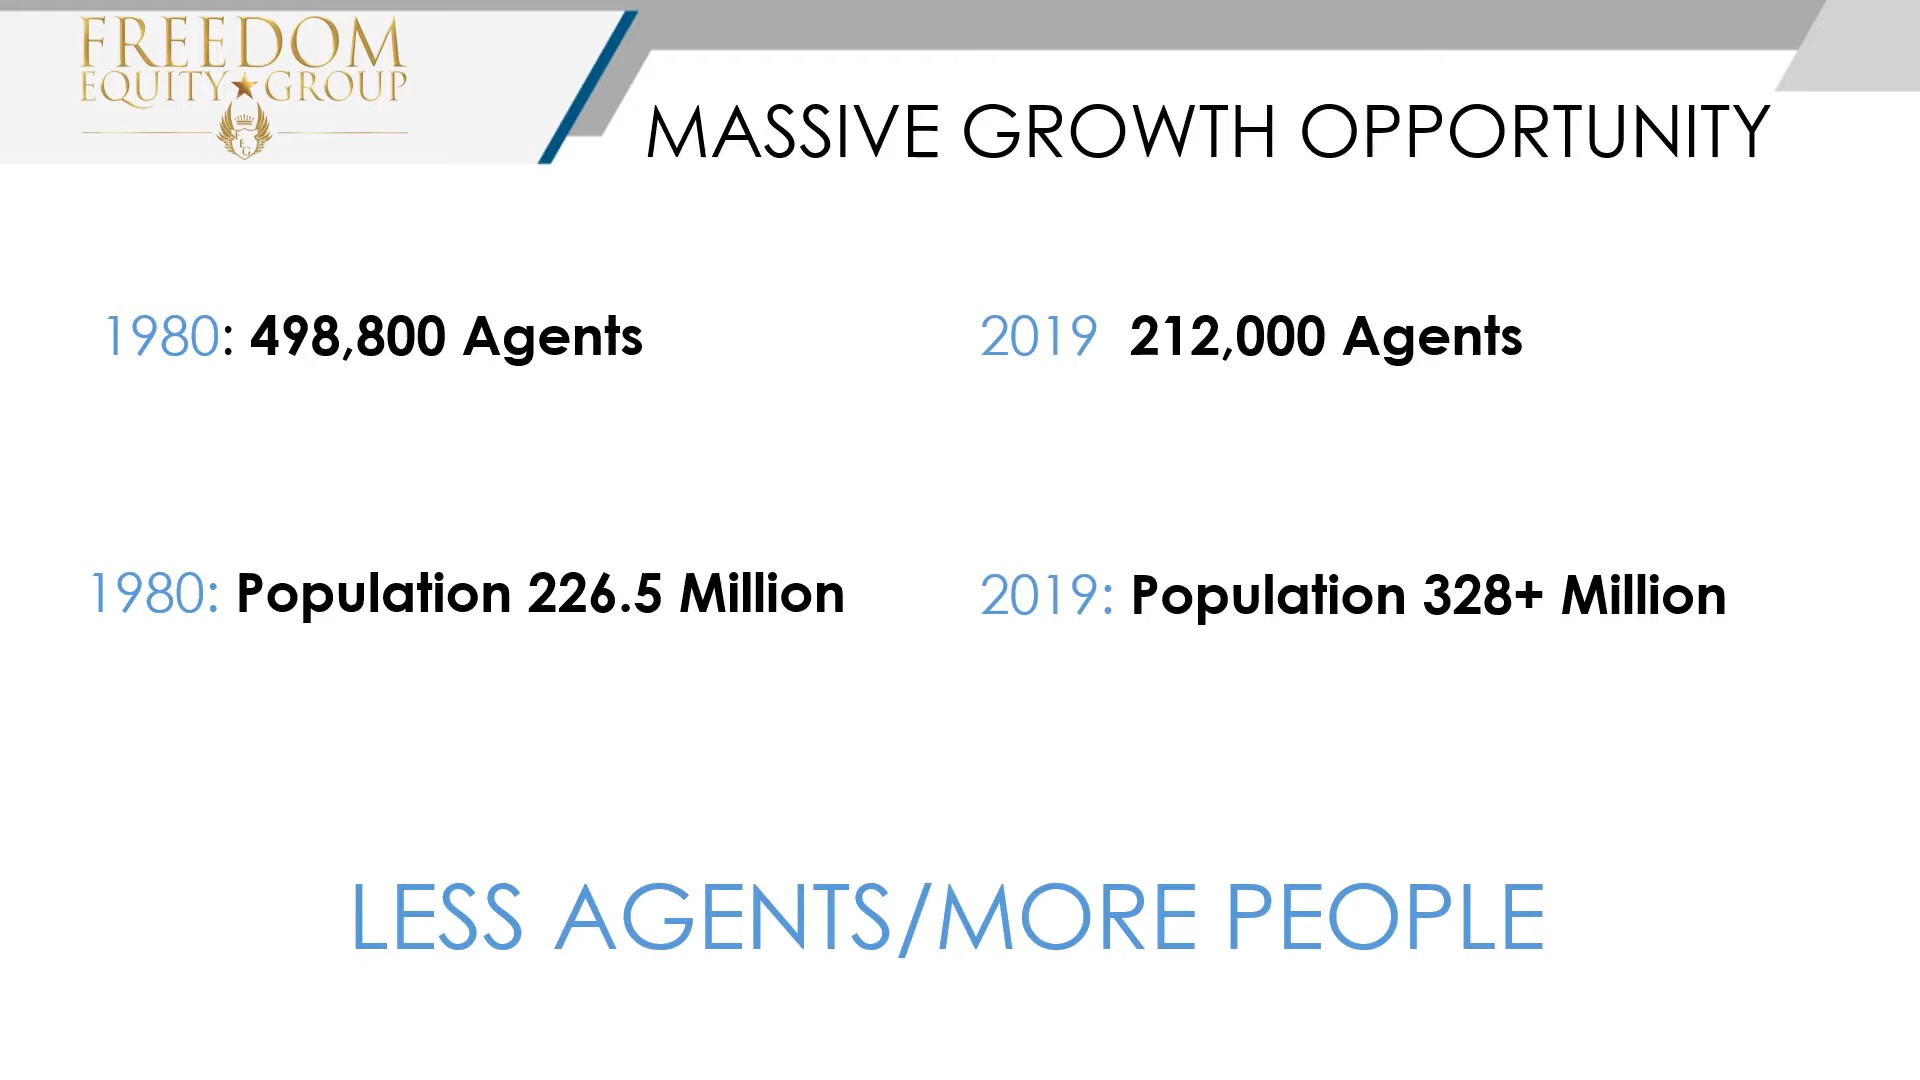 FREEDOM
EQUITY★GROUP
EG
MASSIVE GROWTH OPPORTUNITY
1980: 498,800 Agents
2019 212,000 Agents
1980: Population 226.5 Million
2019: Population 328+ Million
LESS AGENTS/MORE PEOPLE